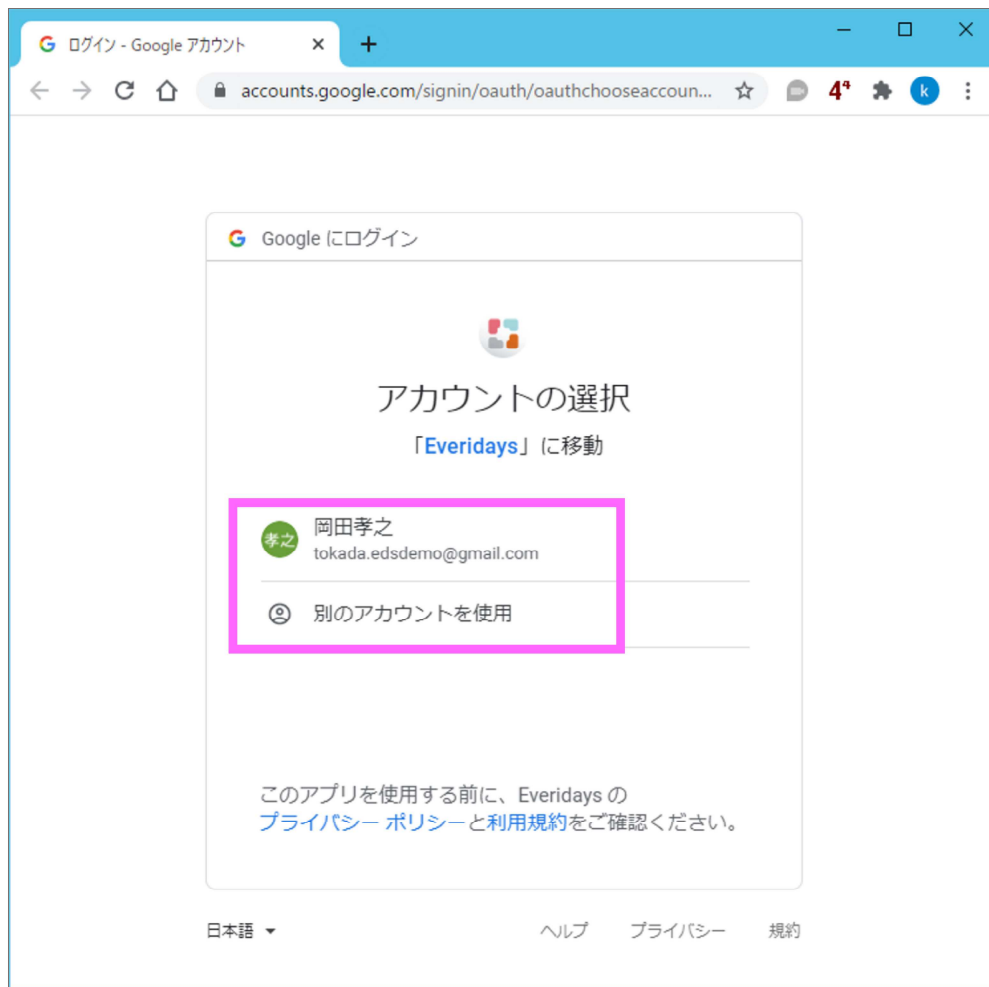 ログイン - Google アカウント
accounts.google.com/signin/oauth/oauthchooseaccoun...
4⁴
k
Google にログイン
アカウントの選択
「Everidays」に移動
孝之
岡田孝之
tokada.edsdemo@gmail.com
別のアカウントを使用
このアプリを使用する前に、Everidays の
プライバシー ポリシーと利用規約をご確認ください。
日本語
ヘルプ
プライバシー
規約